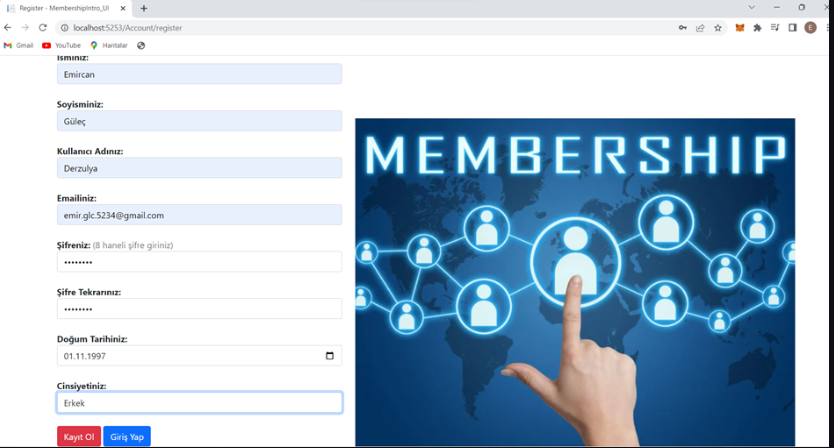 Register - MembershipIntro_UI
localhost:5253/Account/register
E
Gmail YouTube Haritalar
İsminiz:
Emircan
Soyisminiz:
Güleç
Kullanıcı Adınız:
Derzulya
Emailiniz:
emir.glc.5234@gmail.com
Şifreniz: (8 haneli şifre giriniz)
••••••••
Şifre Tekrarınız:
••••••••
Doğum Tarihiniz:
01.11.1997
Cinsiyetiniz:
Erkek
Kayıt Ol Giriş Yap
MEMBERSHIP